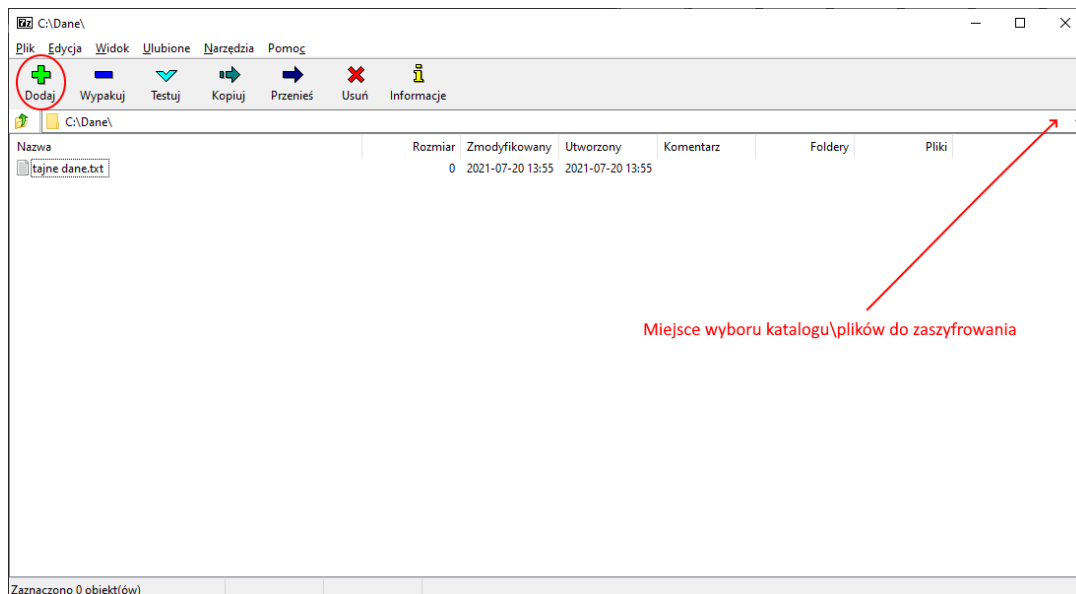 7z C:\Dane\
Plik Edycja Widok Ulubione Narzędzia Pomoc
Dodaj Wypakuj Testuj Kopiuj Przenieś Usuń Informacje
C:\Dane\
Nazwa Rozmiar Zmodyfikowany Utworzony Komentarz Foldery Pliki
tajne dane.txt 0 2021-07-20 13:55 2021-07-20 13:55
Miejsce wyboru katalogu\plików do zaszyfrowania
Zaznaczono 0 obiekt(ów)